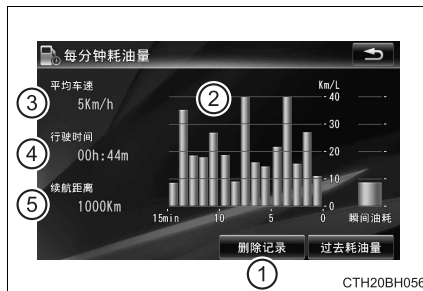 每分钟耗油量
平均车速
Km/L
③
5Km/h
②
40
30
行驶时间
④
00h:44m
20
续航距离
10
⑤
1000Km
0
15min
10
5
0
瞬间油耗
删除记录
过去耗油量
①
CTH20BH056